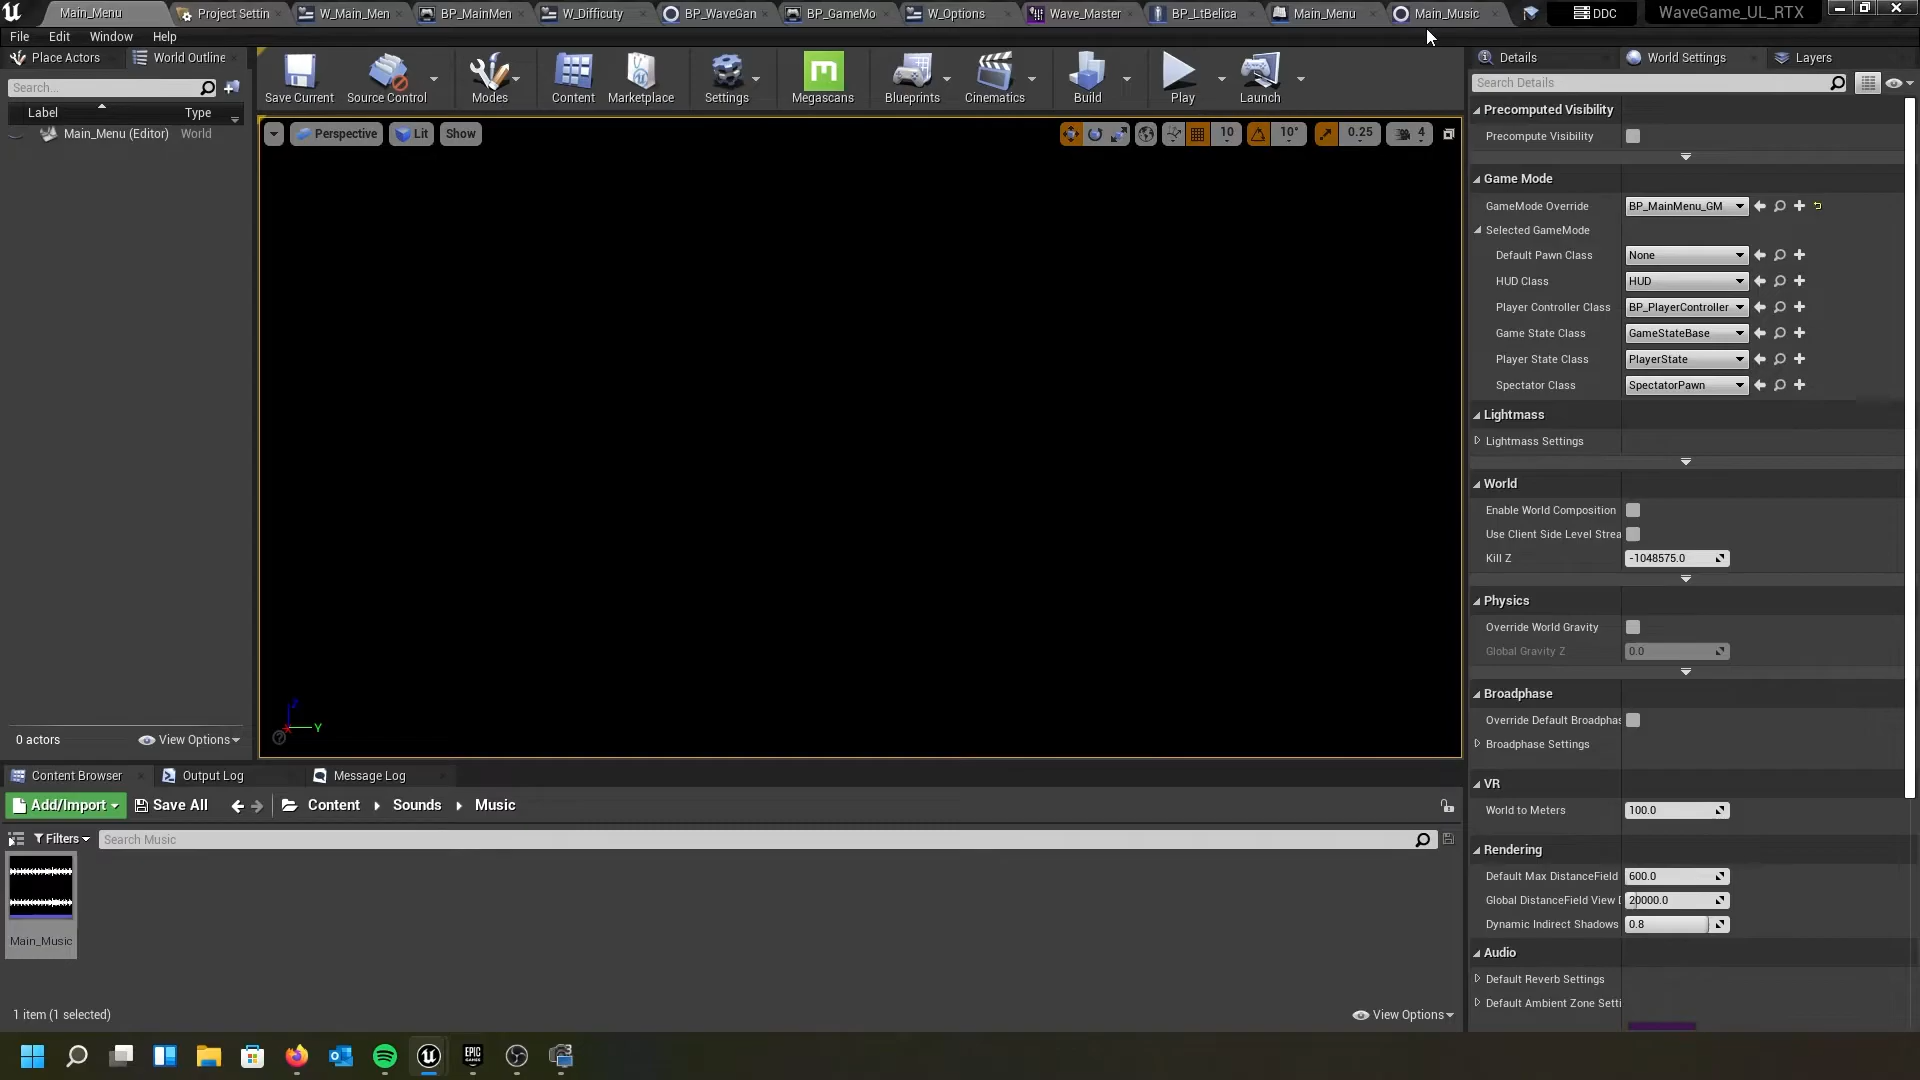 Main_Menu
Project Settin
W_Main_Men
BP_MainMen
W_Difficuty
BP_WaveGan
BP_GameMo
W_Options
Wave_Master
BP_LtBelica
Main_Menu
Main_Music
DDC
WaveGame_UL_RTX
File Edit Window Help
Place Actors
World Outline
Search...
Label Type
Main_Menu (Editor) World
0 actors
View Options
Save Current
Source Control
Modes
Content
Marketplace
Settings
Megascans
Blueprints
Cinematics
Build
Play
Launch
Perspective
Lit
Show
10
10°
0.25
4
Y
Content Browser
Output Log
Message Log
Add/Import
Save All
Content
Sounds
Music
Filters
Search Music
Main_Music
1 item (1 selected)
View Options
Details
World Settings
Layers
Search Details
Precomputed Visibility
Precompute Visibility
Game Mode
GameMode Override BP_MainMenu_GM
Selected GameMode
Default Pawn Class None
HUD Class HUD
Player Controller Class BP_PlayerController
Game State Class GameStateBase
Player State Class PlayerState
Spectator Class SpectatorPawn
Lightmass
Lightmass Settings
World
Enable World Composition
Use Client Side Level Strea
Kill Z -1048575.0
Physics
Override World Gravity
Global Gravity Z 0.0
Broadphase
Override Default Broadphas
Broadphase Settings
VR
World to Meters 100.0
Rendering
Default Max DistanceField 600.0
Global DistanceField View D 20000.0
Dynamic Indirect Shadows 0.8
Audio
Default Reverb Settings
Default Ambient Zone Setti
EPIC
GAMES